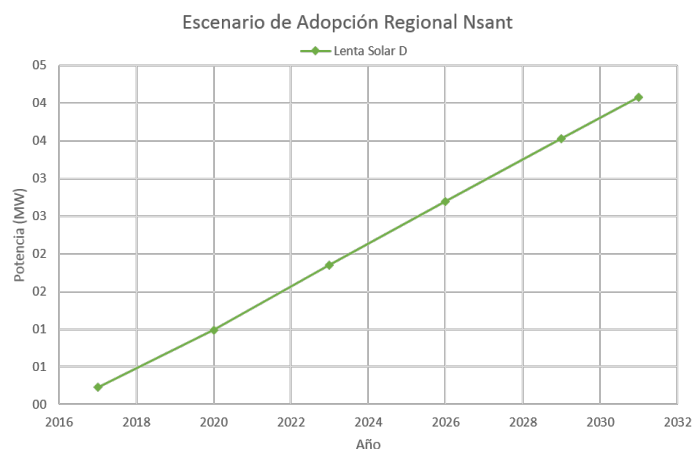 Escenario de Adopción Regional Nsant
Lenta Solar D
05
04
04
03
03
02
02
01
01
00
Potencia (MW)
2016 2018 2020 2022 2024 2026 2028 2030 2032
Año